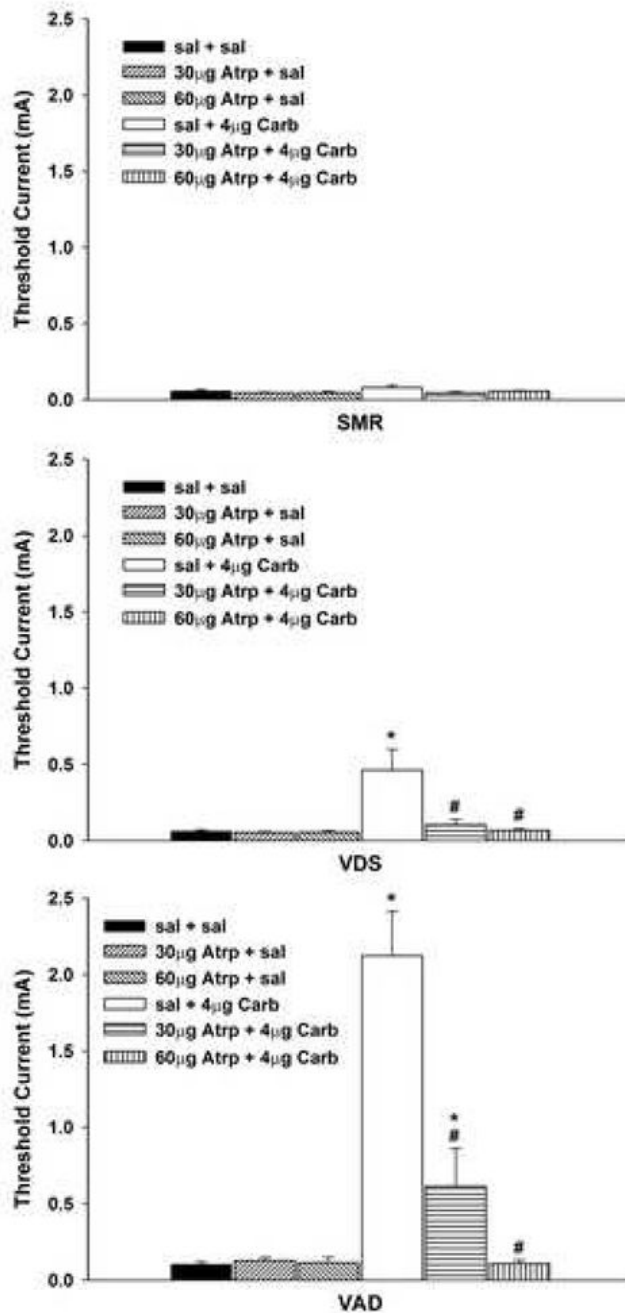 2.5
2.0
1.5
1.0
0.5
0.0
Threshold Current (mA)
sal + sal
30μg Atrp + sal
60μg Atrp + sal
sal + 4μg Carb
30μg Atrp + 4μg Carb
60μg Atrp + 4μg Carb
SMR
2.5
2.0
1.5
1.0
0.5
0.0
Threshold Current (mA)
sal + sal
30μg Atrp + sal
60μg Atrp + sal
sal + 4μg Carb
30μg Atrp + 4μg Carb
60μg Atrp + 4μg Carb
*
#
#
VDS
2.5
2.0
1.5
1.0
0.5
0.0
Threshold Current (mA)
sal + sal
30μg Atrp + sal
60μg Atrp + sal
sal + 4μg Carb
30μg Atrp + 4μg Carb
60μg Atrp + 4μg Carb
*
*
#
#
VAD